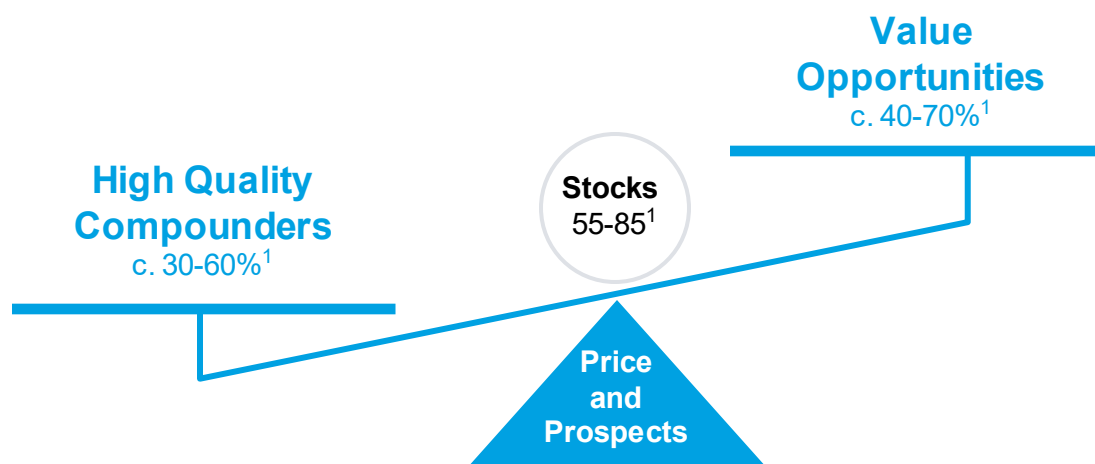 High Quality
Compounders
c. 30-60%¹
Stocks
55-85¹
Value
Opportunities
c. 40-70%¹
Price
and
Prospects